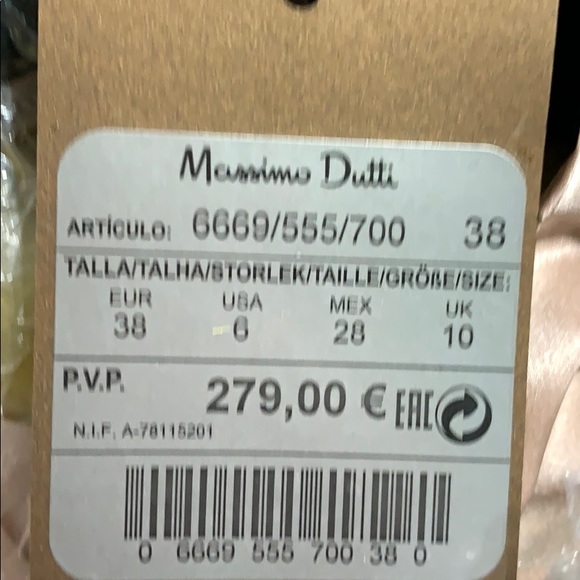 Massimo Dutti
ARTÍCULO: 6669/555/700 38
TALLA/TALHA/STORLEK/TAILLE/GRÖßE/SIZE:
EUR USA MEX UK
38 6 28 10
P.V.P. 279,00 € EAC
N.I.F. A-78115201
0 6669 555 700 38 0